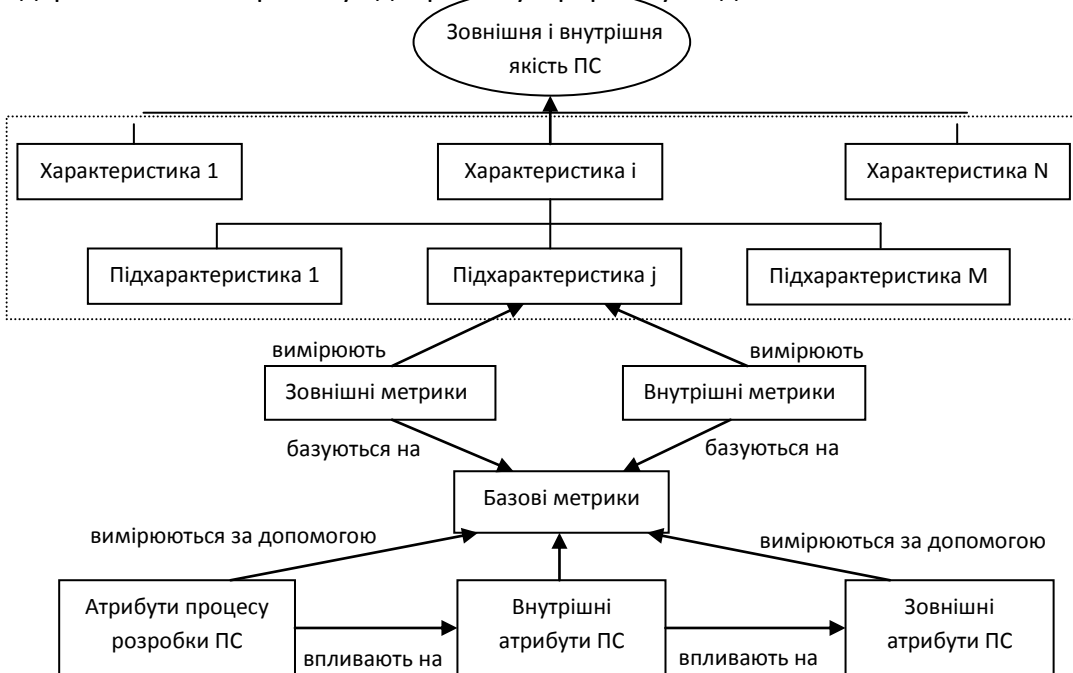 Зовнішня і внутрішня
якість ПС
Характеристика 1
Характеристика і
Характеристика N
Підхарактеристика 1
Підхарактеристика j
Підхарактеристика M
вимірюють
вимірюють
Зовнішні метрики
Внутрішні метрики
базуються на
базуються на
Базові метрики
вимірюються за допомогою
вимірюються за допомогою
Атрибути процесу
розробки ПС
Внутрішні
атрибути ПС
Зовнішні
атрибути ПС
впливають на
впливають на